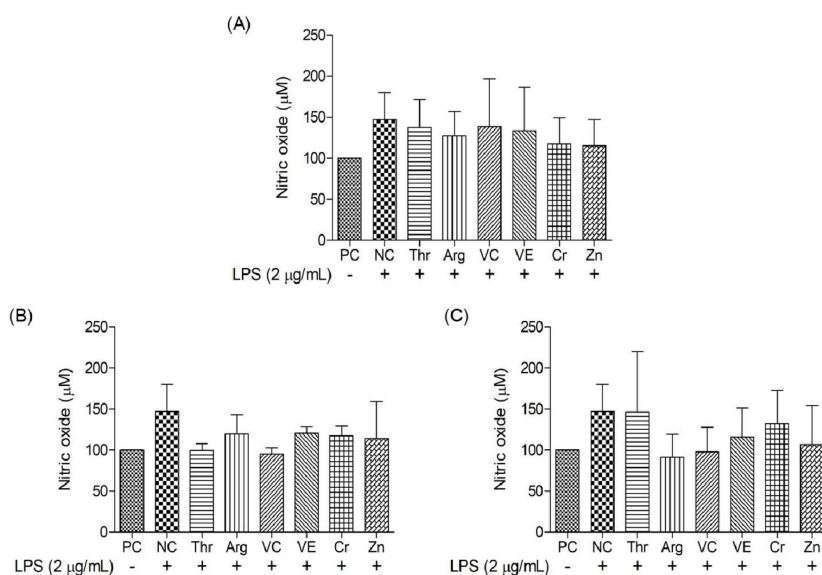 (A)
Nitric oxide (μM)
250
200
150
100
50
0
PC NC Thr Arg VC VE Cr Zn
LPS (2 μg/mL) - + + + + + + +
(B)
Nitric oxide (μM)
250
200
150
100
50
0
PC NC Thr Arg VC VE Cr Zn
LPS (2 μg/mL) - + + + + + + +
(C)
Nitric oxide (μM)
250
200
150
100
50
0
PC NC Thr Arg VC VE Cr Zn
LPS (2 μg/mL) - + + + + + + +